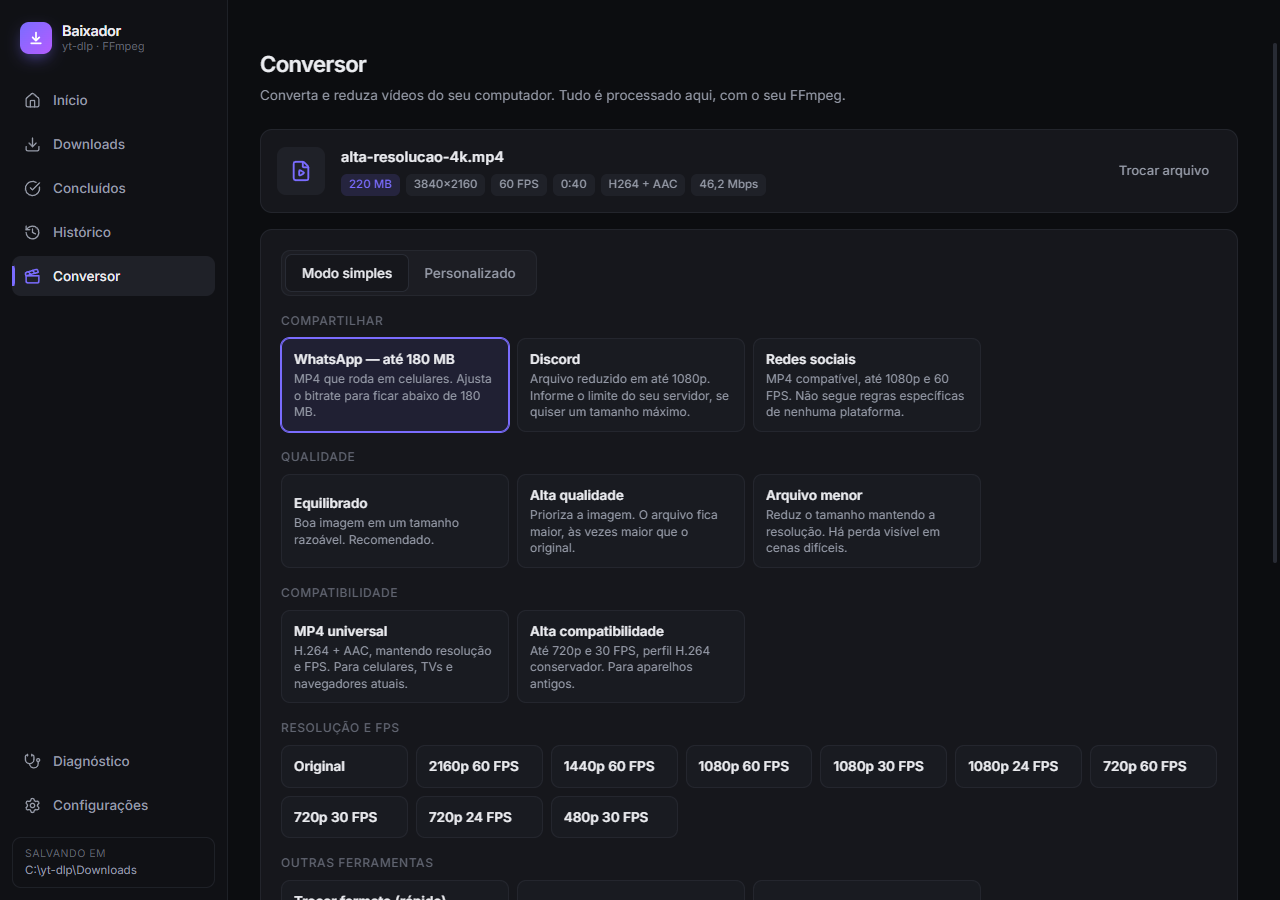 Baixador
yt-dlp · FFmpeg
Início
Downloads
Concluídos
Histórico
Conversor
Diagnóstico
Configurações
SALVANDO EM
C:\yt-dlp\Downloads
Conversor
Converta e reduza vídeos do seu computador. Tudo é processado aqui, com o seu FFmpeg.
alta-resolucao-4k.mp4
220 MB 3840×2160 60 FPS 0:40 H264 + AAC 46,2 Mbps
Trocar arquivo
Modo simples Personalizado
COMPARTILHAR
WhatsApp — até 180 MB
MP4 que roda em celulares. Ajusta
o bitrate para ficar abaixo de 180
MB.
Discord
Arquivo reduzido em até 1080p.
Informe o limite do seu servidor, se
quiser um tamanho máximo.
Redes sociais
MP4 compatível, até 1080p e 60
FPS. Não segue regras específicas
de nenhuma plataforma.
QUALIDADE
Equilibrado
Boa imagem em um tamanho
razoável. Recomendado.
Alta qualidade
Prioriza a imagem. O arquivo fica
maior, às vezes maior que o
original.
Arquivo menor
Reduz o tamanho mantendo a
resolução. Há perda visível em
cenas difíceis.
COMPATIBILIDADE
MP4 universal
H.264 + AAC, mantendo resolução
e FPS. Para celulares, TVs e
navegadores atuais.
Alta compatibilidade
Até 720p e 30 FPS, perfil H.264
conservador. Para aparelhos
antigos.
RESOLUÇÃO E FPS
Original 2160p 60 FPS 1440p 60 FPS 1080p 60 FPS 1080p 30 FPS 1080p 24 FPS 720p 60 FPS
720p 30 FPS 720p 24 FPS 480p 30 FPS
OUTRAS FERRAMENTAS
Trocar formato (rápido)